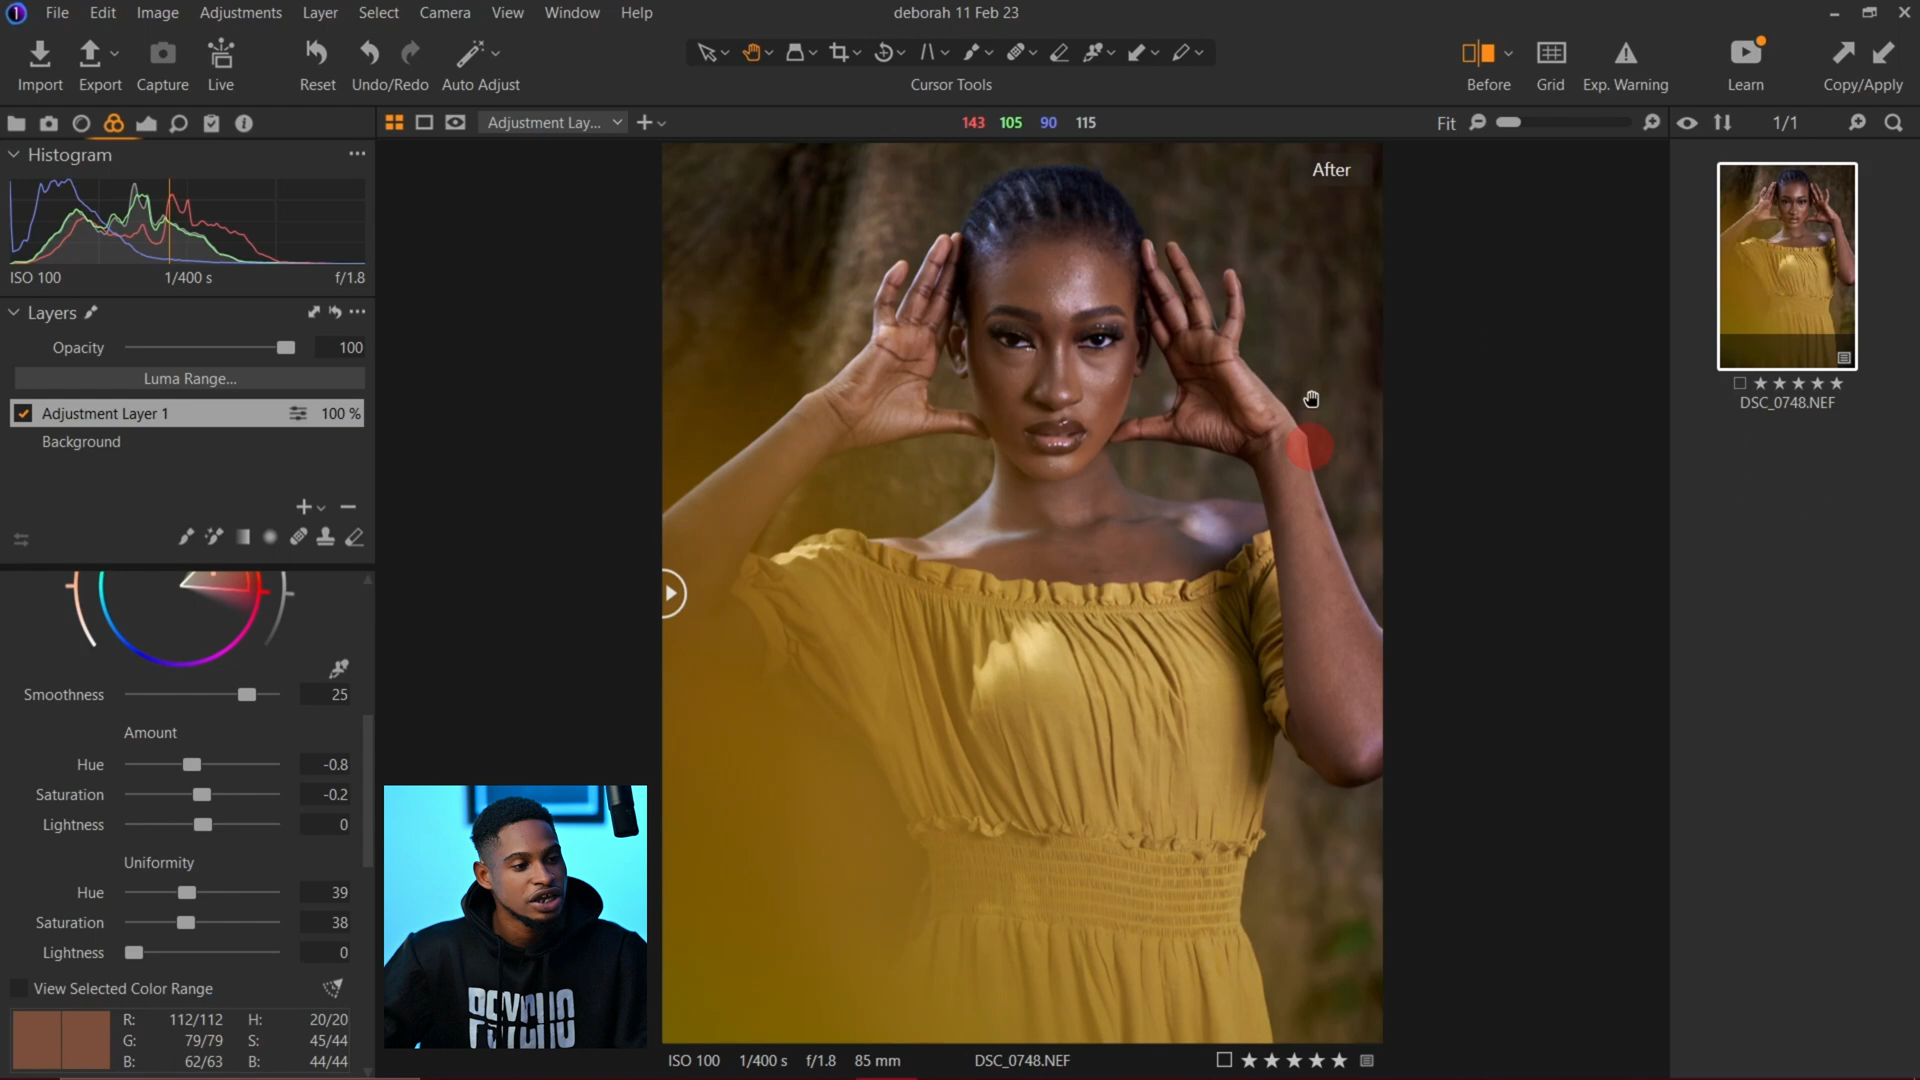 File Edit Image Adjustments Layer Select Camera View Window Help
deborah 11 Feb 23
Import Export Capture Live Reset Undo/Redo Auto Adjust
Cursor Tools
Before Grid Exp. Warning Learn Copy/Apply
Adjustment Lay...
143 105 90 115
Fit
1/1
Histogram
ISO 100 1/400 s f/1.8
Layers
Opacity 100
Luma Range...
Adjustment Layer 1 100 %
Background
Smoothness 25
Amount
Hue -0.8
Saturation -0.2
Lightness 0
Uniformity
Hue 39
Saturation 38
Lightness 0
View Selected Color Range
R: 112/112 H: 20/20
G: 79/79 S: 45/44
B: 62/63 B: 44/44
After
ISO 100 1/400 s f/1.8 85 mm DSC_0748.NEF
DSC_0748.NEF